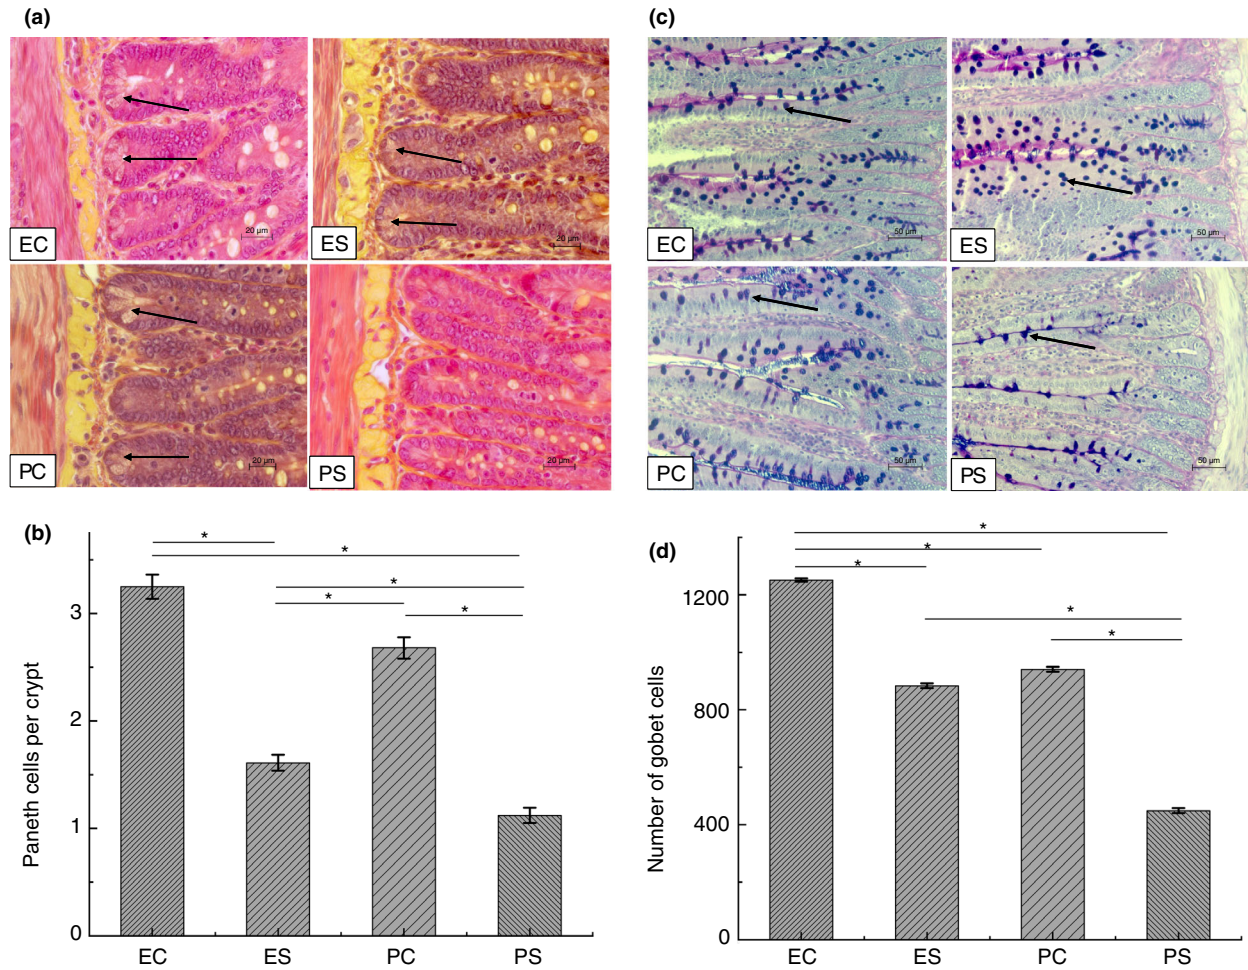 (a)
(c)
EC
20 µm
ES
20 µm
EC
50 µm
ES
50 µm
PC
20 µm
PS
20 µm
PC
50 µm
PS
50 µm
(b)
Paneth cells per crypt
3
2
1
0
* * * * *
EC ES PC PS
(d)
Number of gobet cells
1200
800
400
0
* * * * *
EC ES PC PS